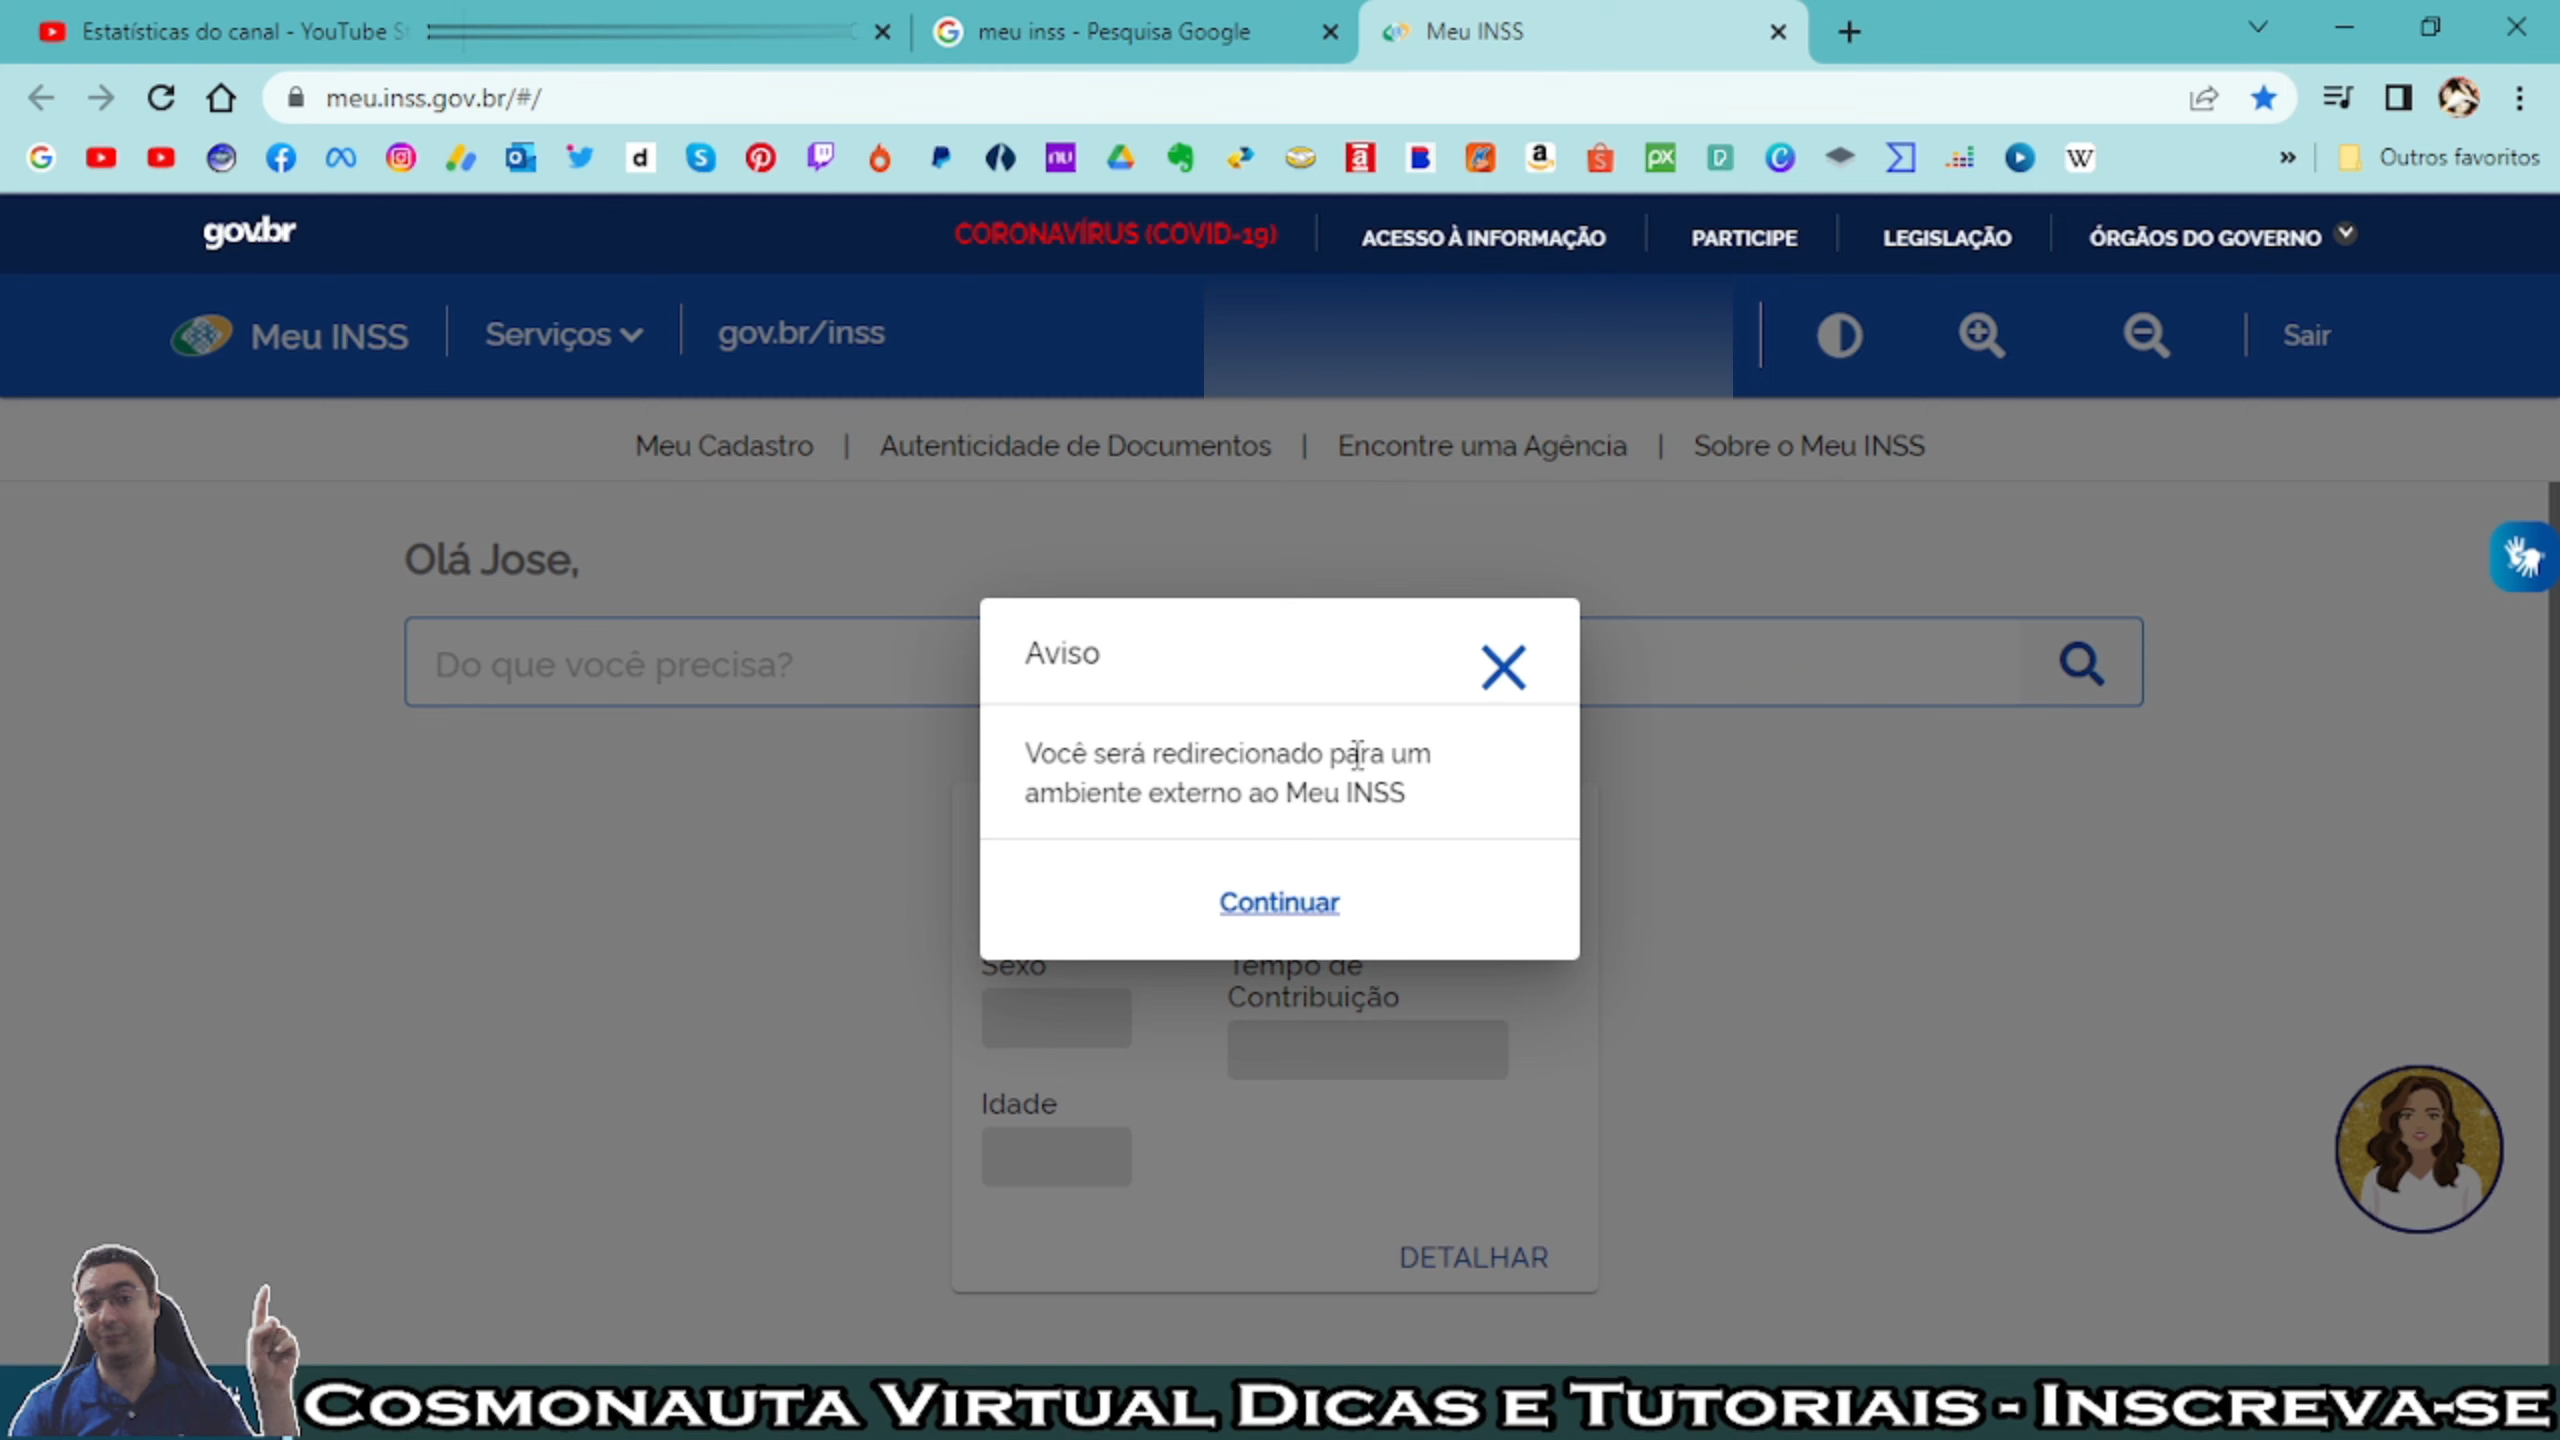 Estatísticas do canal - YouTube S
meu inss - Pesquisa Google
Meu INSS
meu.inss.gov.br/#/
Outros favoritos
gov.br
CORONAVÍRUS (COVID-19)
ACESSO À INFORMAÇÃO
PARTICIPE
LEGISLAÇÃO
ÓRGÃOS DO GOVERNO
Meu INSS
Serviços
gov.br/inss
Sair
Meu Cadastro | Autenticidade de Documentos | Encontre uma Agência | Sobre o Meu INSS
Olá Jose,
Do que você precisa?
Aviso
Você será redirecionado para um
ambiente externo ao Meu INSS
Continuar
Sexo
Tempo de
Contribuição
Idade
DETALHAR
Cosmonauta Virtual Dicas e Tutoriais - Inscreva-se